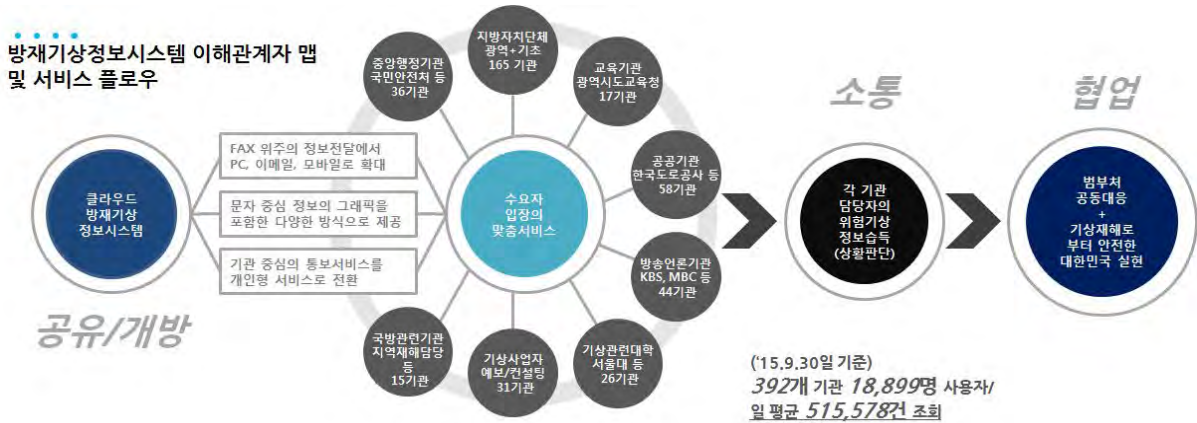 방재기상정보시스템 이해관계자 맵
및 서비스 플로우
클라우드
방재기상
정보시스템
공유/개방
FAX 위주의 정보전달에서
PC, 이메일, 모바일로 확대
문자 중심 정보의 그래픽을
포함한 다양한 방식으로 제공
기관 중심의 통보서비스를
개인형 서비스로 전환
수요자
입장의
맞춤서비스
중앙행정기관
국민안전처 등
36기관
지방자치단체
광역+기초
165 기관
교육기관
광역시도교육청
17기관
공공기관
한국도로공사 등
58기관
방송언론기관
KBS, MBC 등
44기관
기상관련대학
서울대 등
26기관
기상사업자
예보/컨설팅
31기관
국방관련기관
지역재해담당
등
15기관
소통
각 기관
담당자의
위험기상
정보습득
(상황판단)
협업
범부처
공동대응
+
기상재해로
부터 안전한
대한민국 실현
(‘15.9.30일 기준)
392개 기관 18,899명 사용자/
일 평균 515,578건 조회